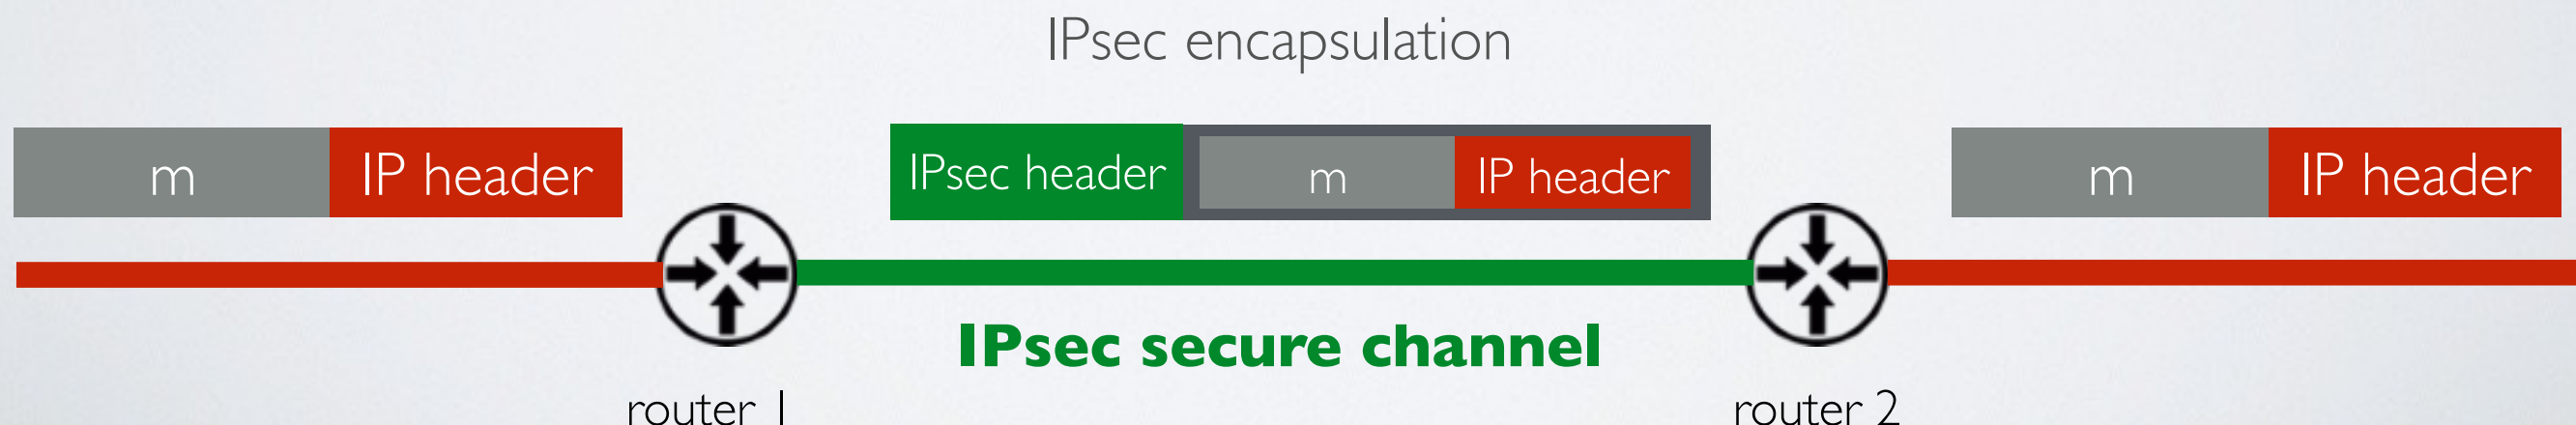 IPsec encapsulation
m IP header
IPsec header m IP header
m IP header
IPsec secure channel
router 1
router 2